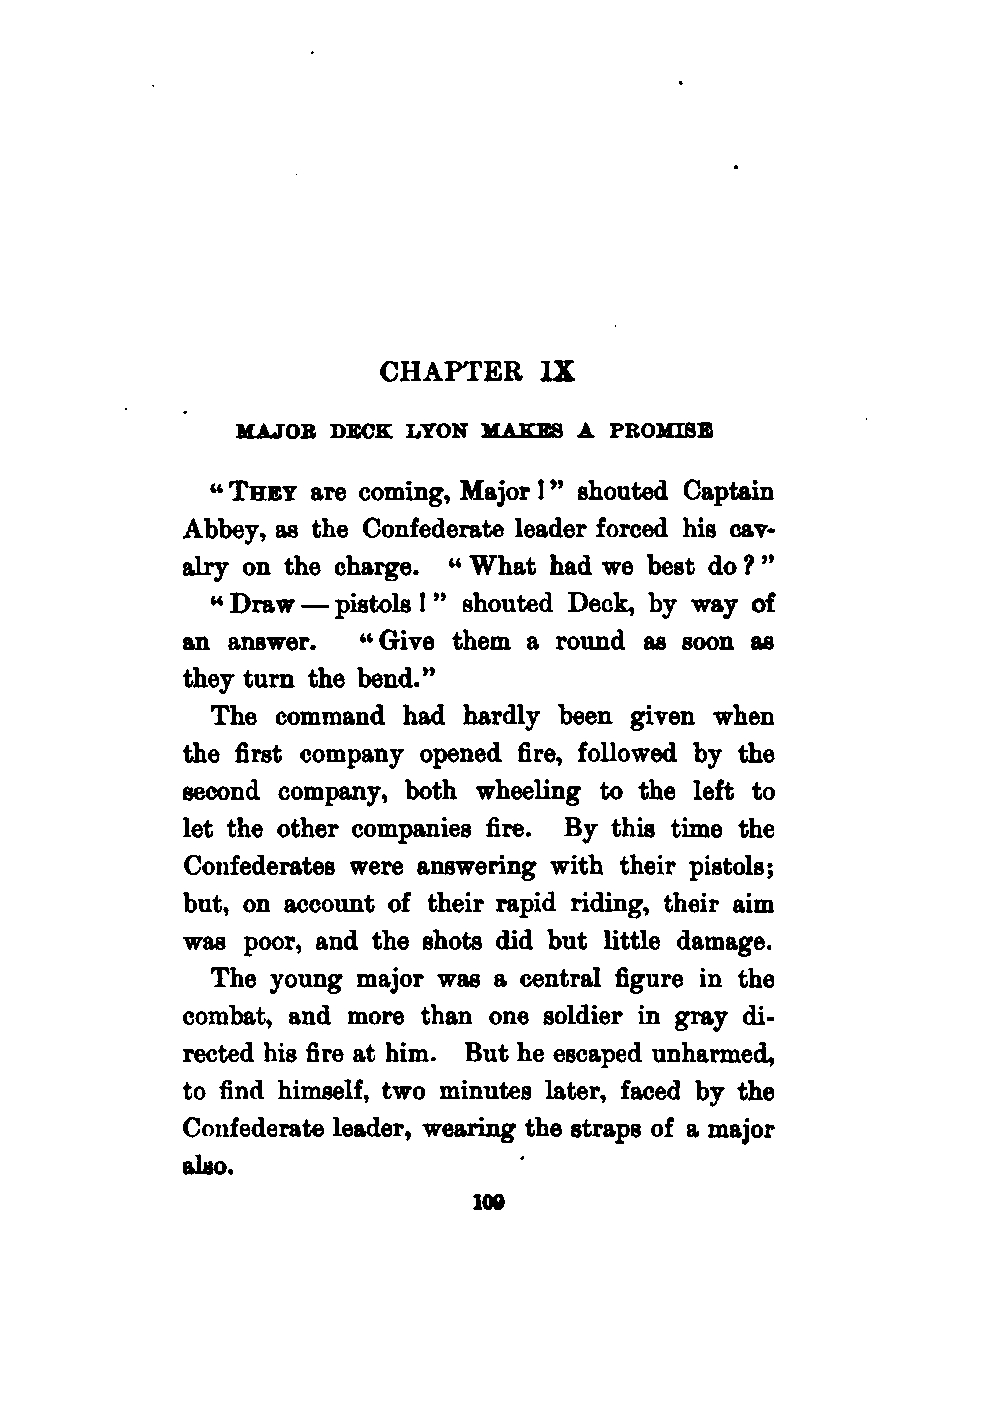 CHAPTER IX
MAJOR DECK LYON MAKES A PROMISE
“THEY are coming, Major!” shouted Captain
Abbey, as the Confederate leader forced his cav-
alry on the charge. “What had we best do?”
“Draw—pistols!” shouted Deck, by way of
an answer. “Give them a round as soon as
they turn the bend.”
The command had hardly been given when
the first company opened fire, followed by the
second company, both wheeling to the left to
let the other companies fire. By this time the
Confederates were answering with their pistols;
but, on account of their rapid riding, their aim
was poor, and the shots did but little damage.
The young major was a central figure in the
combat, and more than one soldier in gray di-
rected his fire at him. But he escaped unharmed,
to find himself, two minutes later, faced by the
Confederate leader, wearing the straps of a major
also.
109